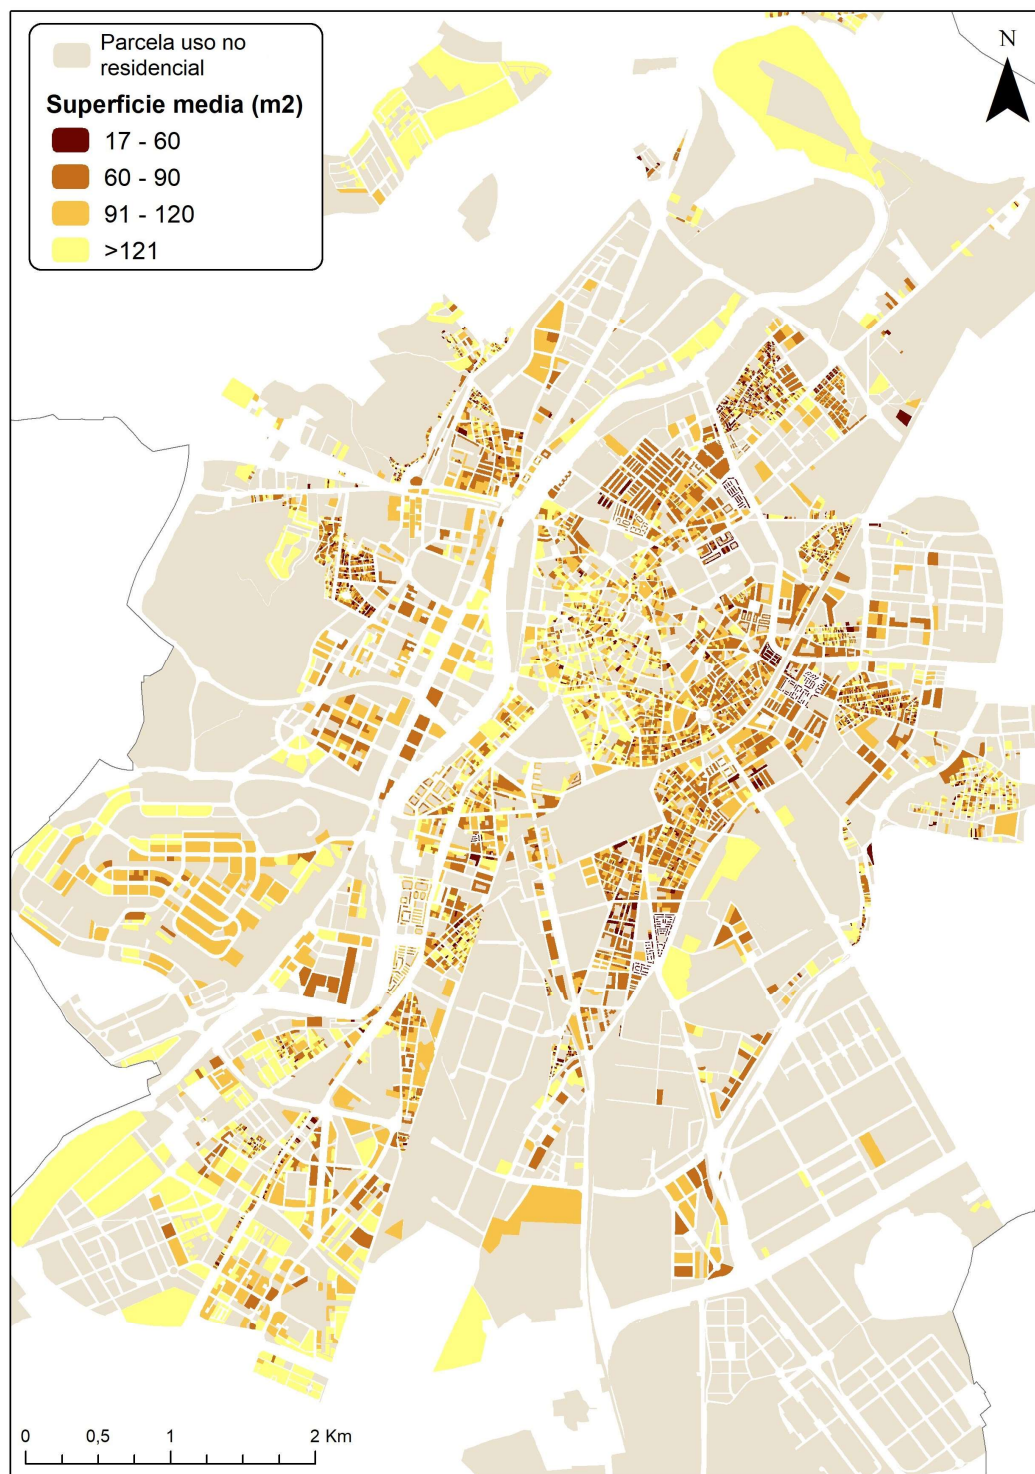 Parcela uso no
residencial
Superficie media (m2)
17 - 60
60 - 90
91 - 120
>121
N
0 0,5 1 2 Km